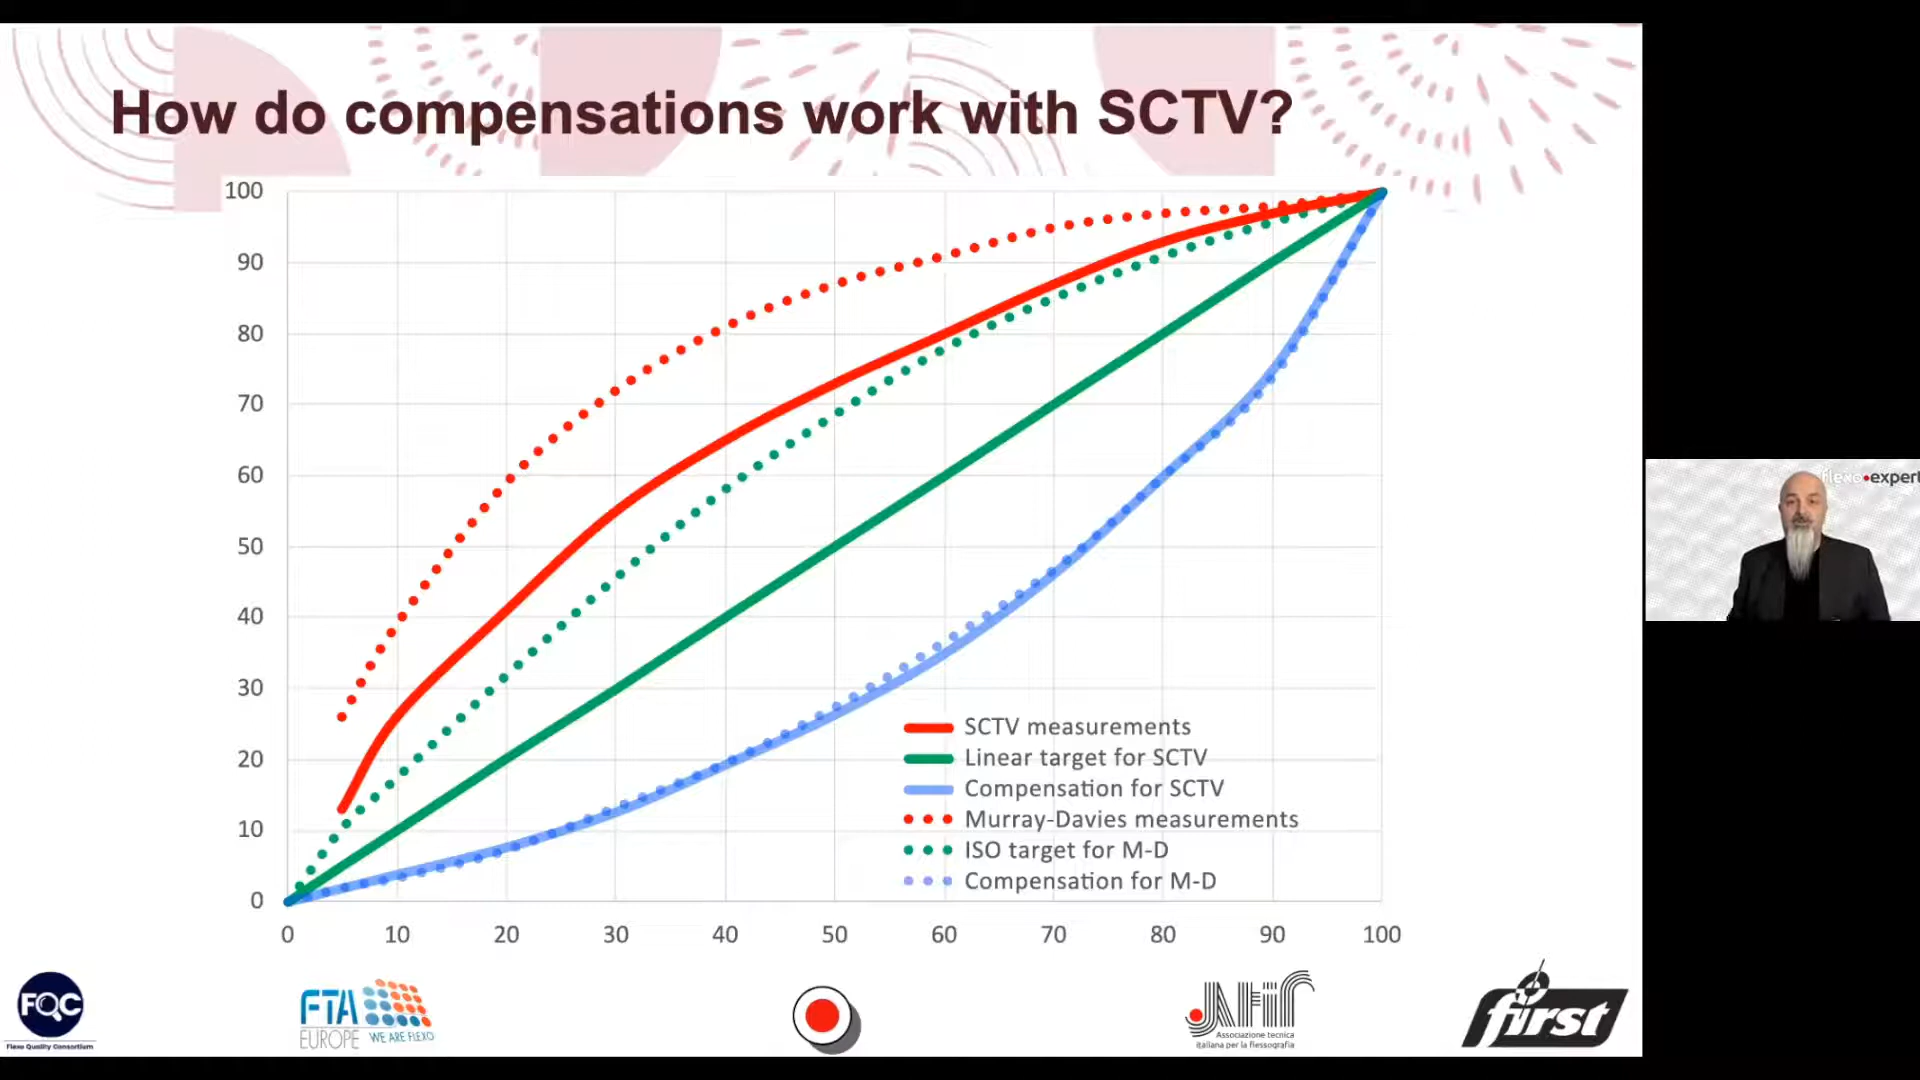 How do compensations work with SCTV?
100
90
80
70
60
50
40
30
20
10
0
0 10 20 30 40 50 60 70 80 90 100
SCTV measurements
Linear target for SCTV
Compensation for SCTV
Murray-Davies measurements
ISO target for M-D
Compensation for M-D
flexo•expert
FQC
Flexo Quality Consortium
FTA
EUROPE
WE ARE FLEXO
ATIF
Associazione tecnica
italiana per la flessografia
first